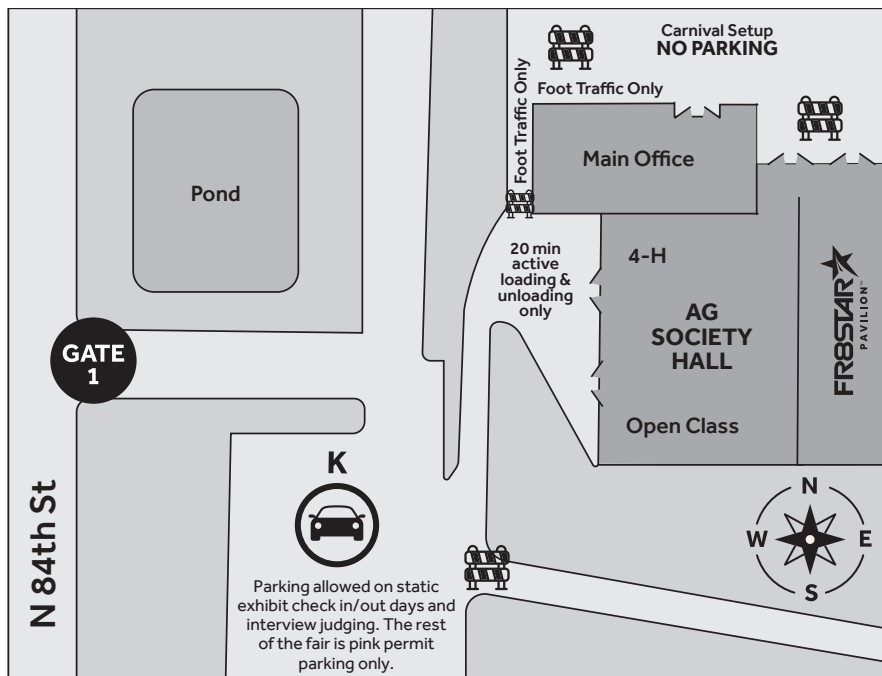 Carnival Setup
NO PARKING
Foot Traffic Only
Foot Traffic Only
Main Office
Pond
20 min
active
loading &
unloading
only
4-H
AG
SOCIETY
HALL
FR8STAR
PAVILION™
Open Class
GATE
1
N 84th St
K
Parking allowed on static
exhibit check in/out days and
interview judging. The rest
of the fair is pink permit
parking only.
N
W
E
S